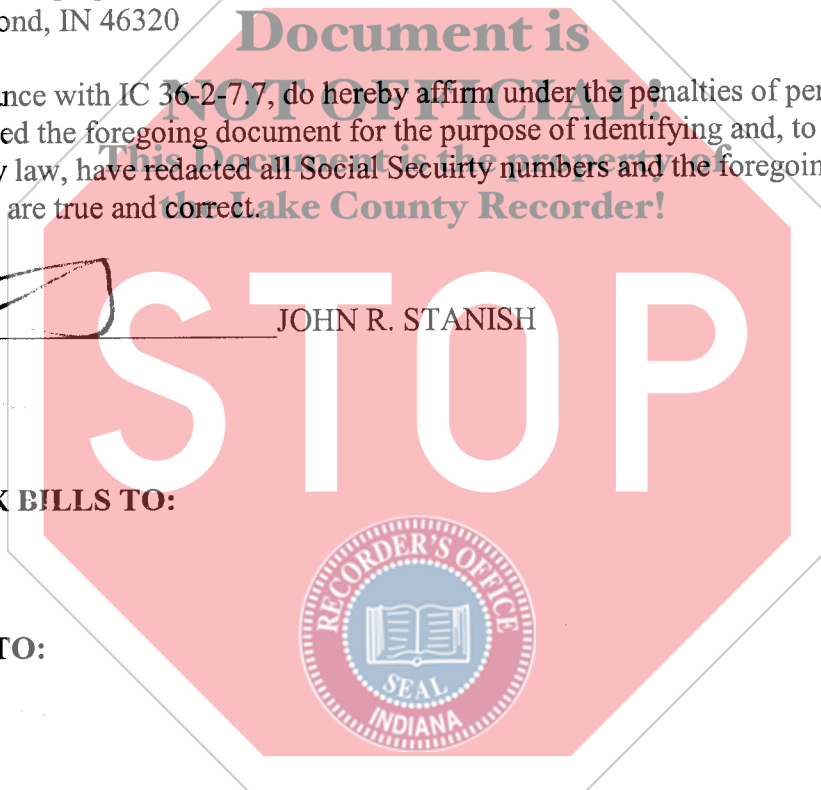 ond, IN 46320
Document is
nce with IC 36-2-7.7, do hereby affirm under the penalties of per
NOT OFFICIAL!
ed the foregoing document for the purpose of identifying and, to
This Document is the property of
law, have redacted all Social Secuirty numbers and the foregoin
are true and correct.
the Lake County Recorder!
JOHN R. STANISH
STOP
BILLS TO:
RECORDER'S OFFICE
SEAL
INDIANA
TO: